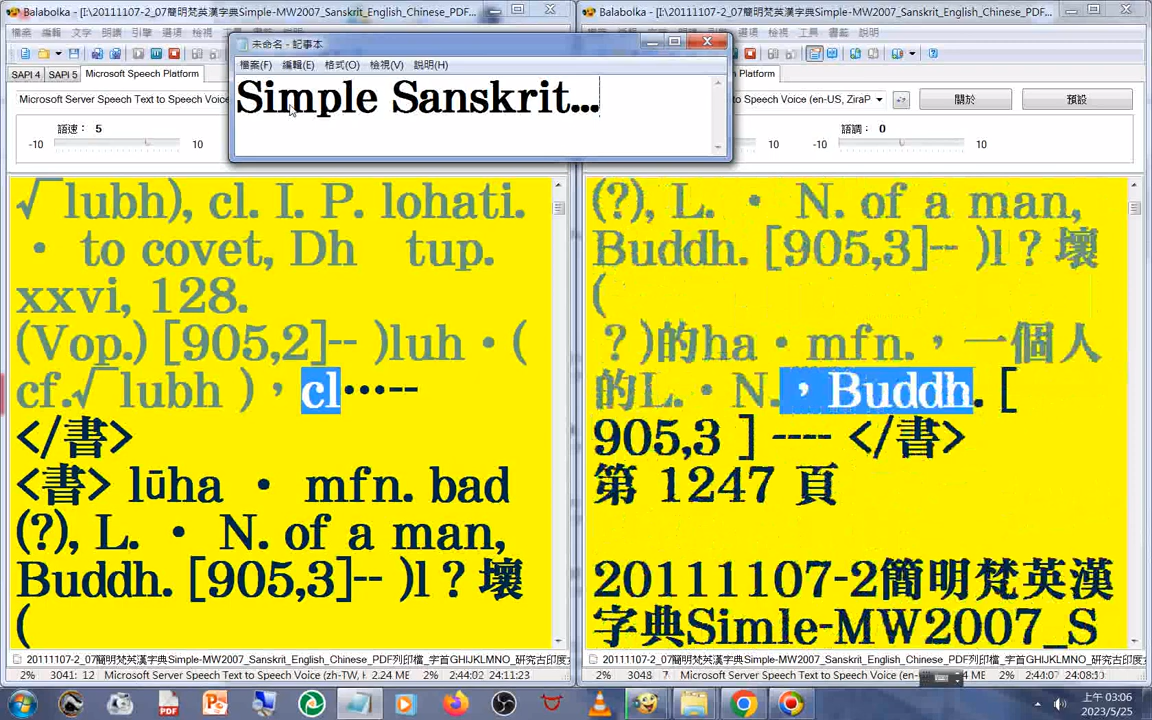 Balabolka - [I:\20111107-2_07簡明梵英漢字典Simple-MW2007_Sanskrit_English_Chinese_PDF...
Balabolka - [I:\20111107-2_07簡明梵英漢字典Simple-MW2007_Sanskrit_English_Chinese_PDF...
未命名 - 記事本
檔案(F) 編輯(E) 格式(O) 檢視(V) 說明(H)
Simple Sanskrit...
SAPI 4 SAPI 5 Microsoft Speech Platform
Platform
Microsoft Server Speech Text to Speech Voice
to Speech Voice (en-US, ZiraP
關於
預設
語速： 5
語調： 0
-10 10
-10 10
√‾lubh), cl. I. P. lohati.
• to covet, Dh tup.
xxvi, 128.
(Vop.) [905,2]-- )luh•(
cf.√‾lubh )，cl…--
</書>
<書> lūha • mfn. bad
(?), L. • N. of a man,
Buddh. [905,3]-- )l？壞
(
(?), L. • N. of a man,
Buddh. [905,3]-- )l？壞
(
？)的ha•mfn.，一個人
的L.•N.，Buddh. [
905,3 ] ---- </書>
第 1247 頁
20111107-2簡明梵英漢
字典Simle-MW2007_S
20111107-2_07簡明梵英漢字典Simple-MW2007_Sanskrit_English_Chinese_PDF列印檔_字首GHIJKLMNO_研究古印度
20111107-2_07簡明梵英漢字典Simple-MW2007_Sanskrit_English_Chinese_PDF列印檔_字首GHIJKLMNO_研究古印度
2% 3041: 12 Microsoft Server Speech Text to Speech Voice (zh-TW, 2.24 MB 2:44:02 24:11:23
2% 3048 Microsoft Server Speech Text to Speech MB 2:44:07
上午 03:06
2023/5/25